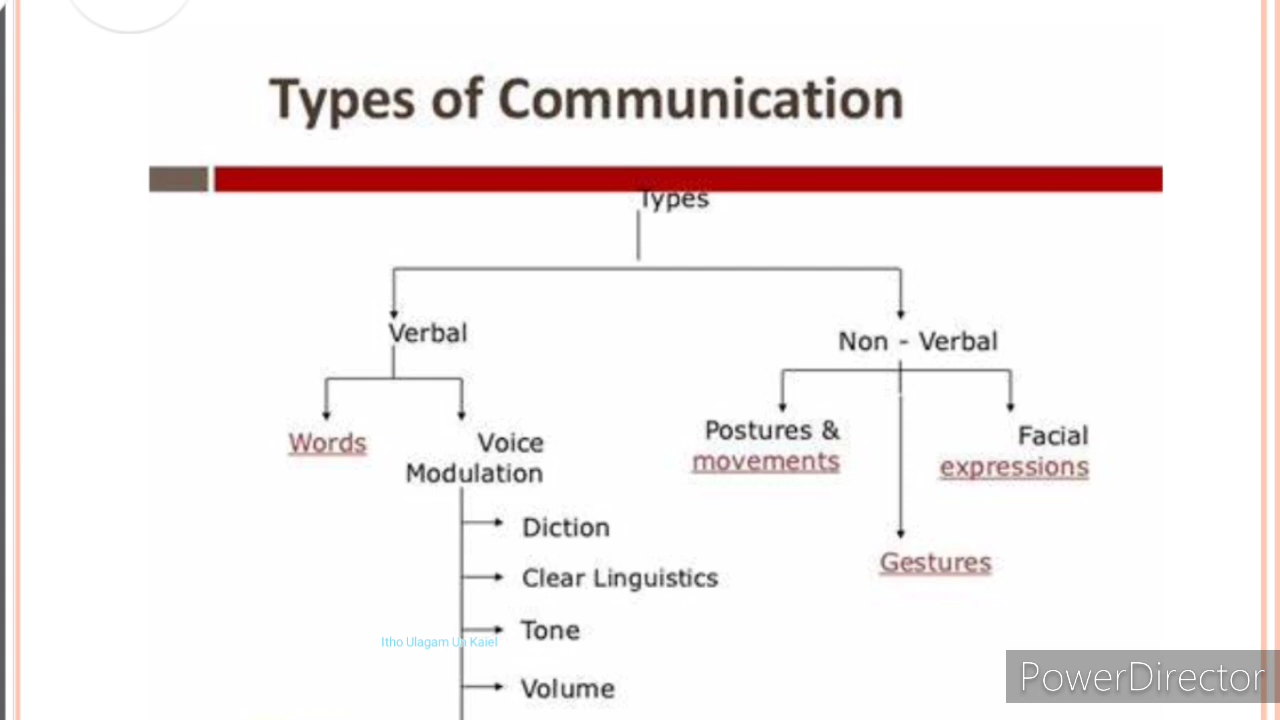 Types of Communication
Types
Verbal
Non - Verbal
Words
Voice
Modulation
Postures &
movements
Facial
expressions
Diction
Gestures
Clear Linguistics
Tone
Itho Ulagam Un Kaiel
Volume
PowerDirector